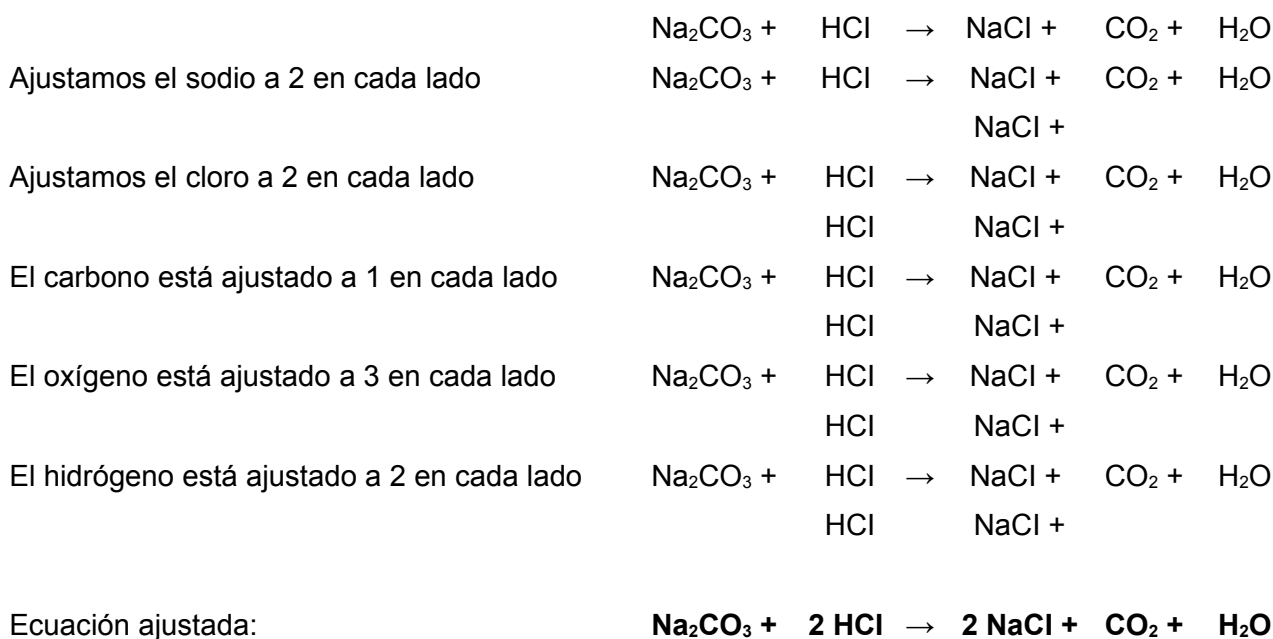 Na₂CO₃ + HCl → NaCl + CO₂ + H₂O
Ajustamos el sodio a 2 en cada lado Na₂CO₃ + HCl → NaCl + CO₂ + H₂O
NaCl +
Ajustamos el cloro a 2 en cada lado Na₂CO₃ + HCl → NaCl + CO₂ + H₂O
HCl NaCl +
El carbono está ajustado a 1 en cada lado Na₂CO₃ + HCl → NaCl + CO₂ + H₂O
HCl NaCl +
El oxígeno está ajustado a 3 en cada lado Na₂CO₃ + HCl → NaCl + CO₂ + H₂O
HCl NaCl +
El hidrógeno está ajustado a 2 en cada lado Na₂CO₃ + HCl → NaCl + CO₂ + H₂O
HCl NaCl +
Ecuación ajustada: Na₂CO₃ + 2 HCl → 2 NaCl + CO₂ + H₂O